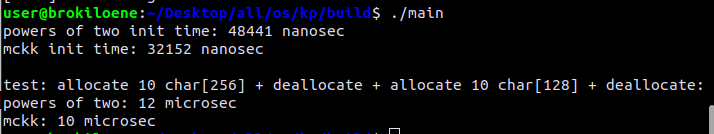 user@brokiloene:~/Desktop/all/os/kp/build$ ./main
powers of two init time: 48441 nanosec
mckk init time: 32152 nanosec

test: allocate 10 char[256] + deallocate + allocate 10 char[128] + deallocate:
powers of two: 12 microsec
mckk: 10 microsec